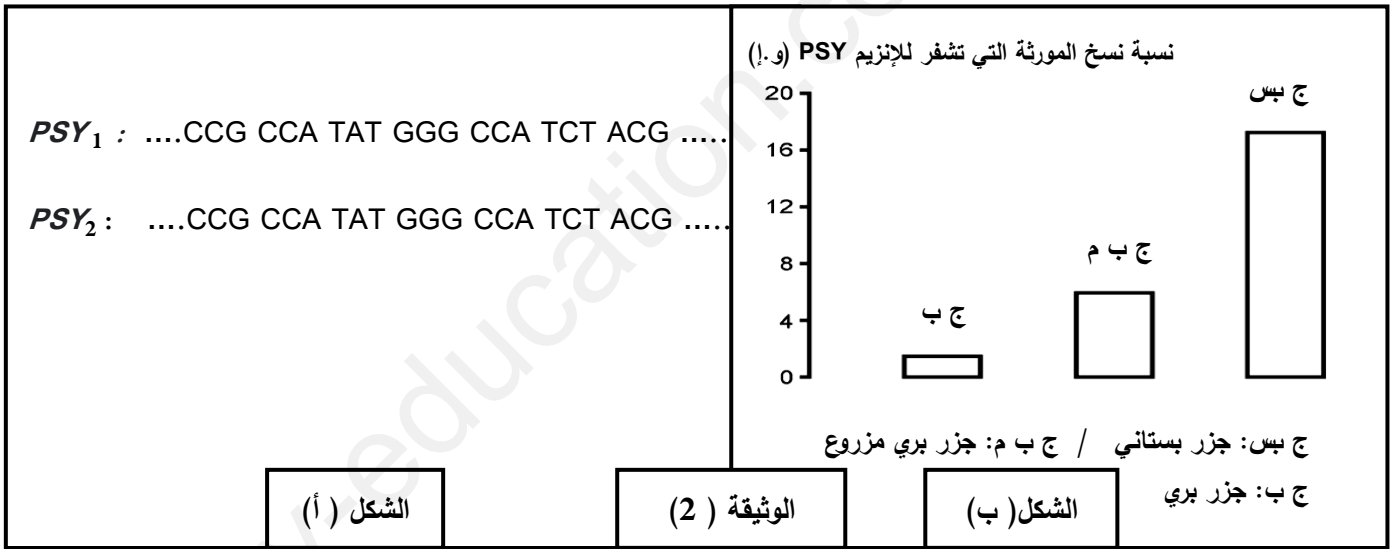 نسبة نسخ المورثة التي تشفر للإنزيم PSY (و.إ)
20
16
12
8
4
0
ج بس
ج ب م
ج ب
ج بس: جزر بستاني / ج ب م: جزر بري مزروع
ج ب: جزر بري
الشكل( ب)
PSY1 : ....CCG CCA TAT GGG CCA TCT ACG .....
PSY2 : ....CCG CCA TAT GGG CCA TCT ACG .....
الوثيقة ( 2)
الشكل ( أ)